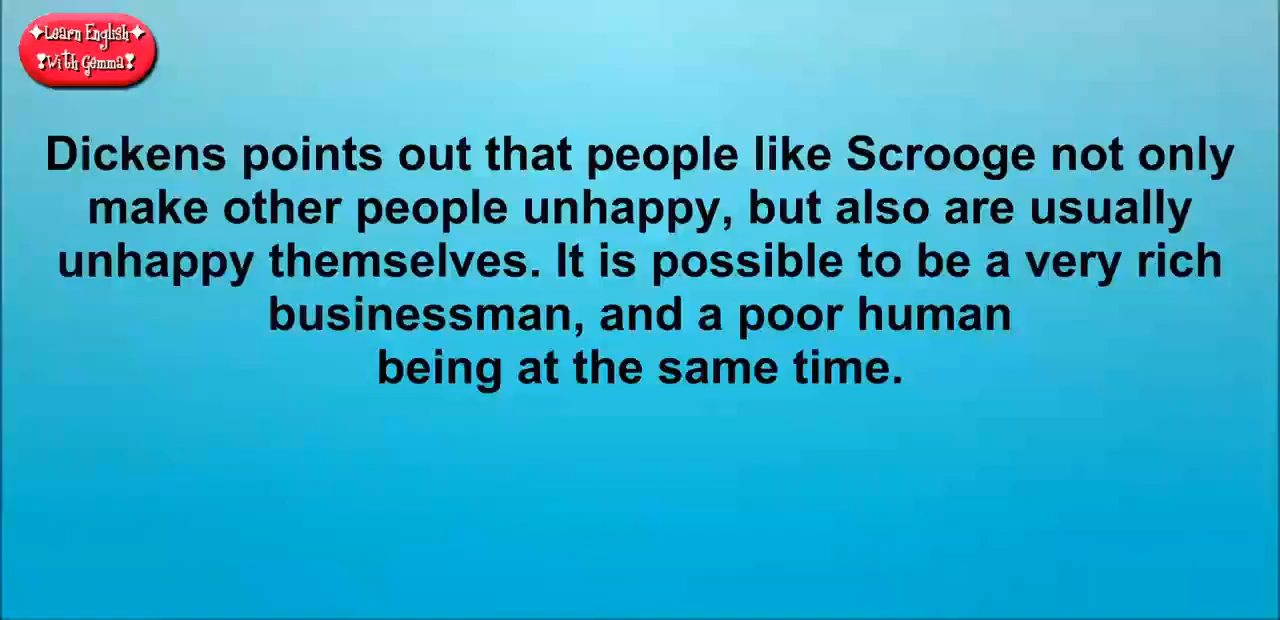 ✦Learn English✦
❣With Gemma❣
Dickens points out that people like Scrooge not only
make other people unhappy, but also are usually
unhappy themselves. It is possible to be a very rich
businessman, and a poor human
being at the same time.